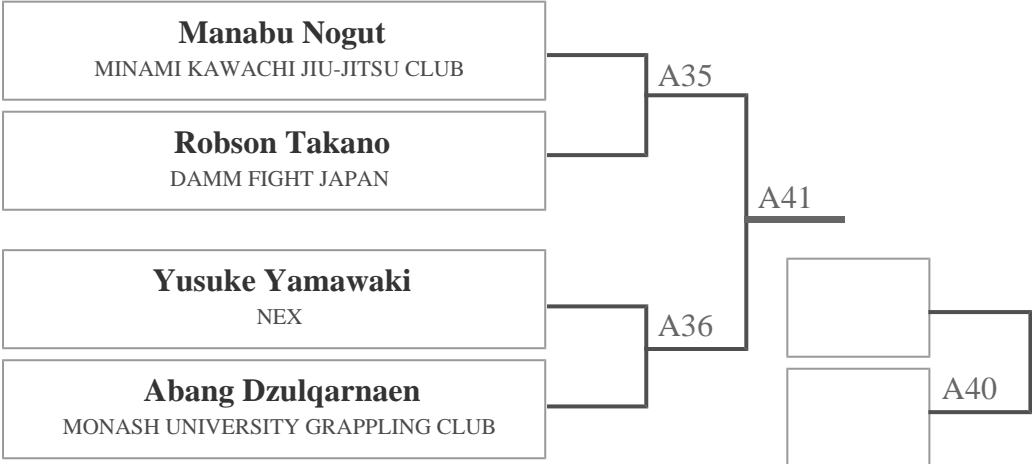 Manabu Nogut
MINAMI KAWACHI JIU-JITSU CLUB
A35
Robson Takano
DAMM FIGHT JAPAN
A41
Yusuke Yamawaki
NEX
A36
Abang Dzulqarnaen
MONASH UNIVERSITY GRAPPLING CLUB
A40